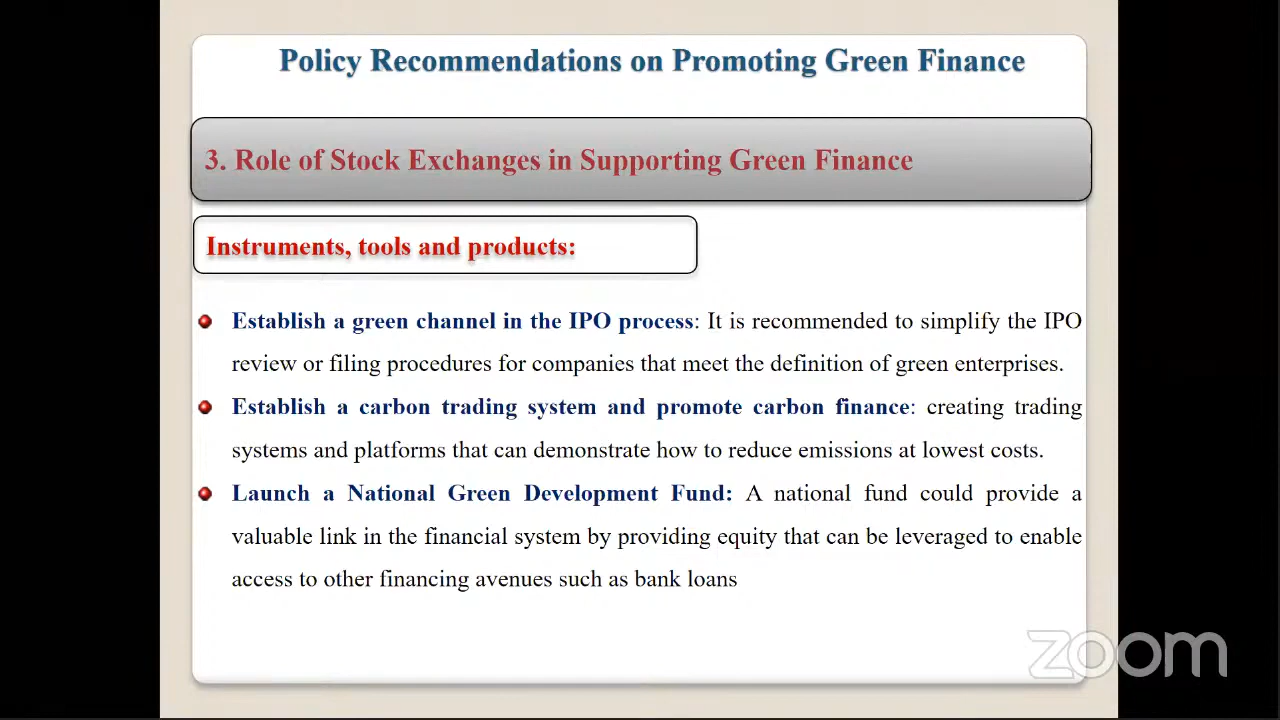 Policy Recommendations on Promoting Green Finance
3. Role of Stock Exchanges in Supporting Green Finance
Instruments, tools and products:
Establish a green channel in the IPO process: It is recommended to simplify the IPO
review or filing procedures for companies that meet the definition of green enterprises.
Establish a carbon trading system and promote carbon finance: creating trading
systems and platforms that can demonstrate how to reduce emissions at lowest costs.
Launch a National Green Development Fund: A national fund could provide a
valuable link in the financial system by providing equity that can be leveraged to enable
access to other financing avenues such as bank loans
zoom